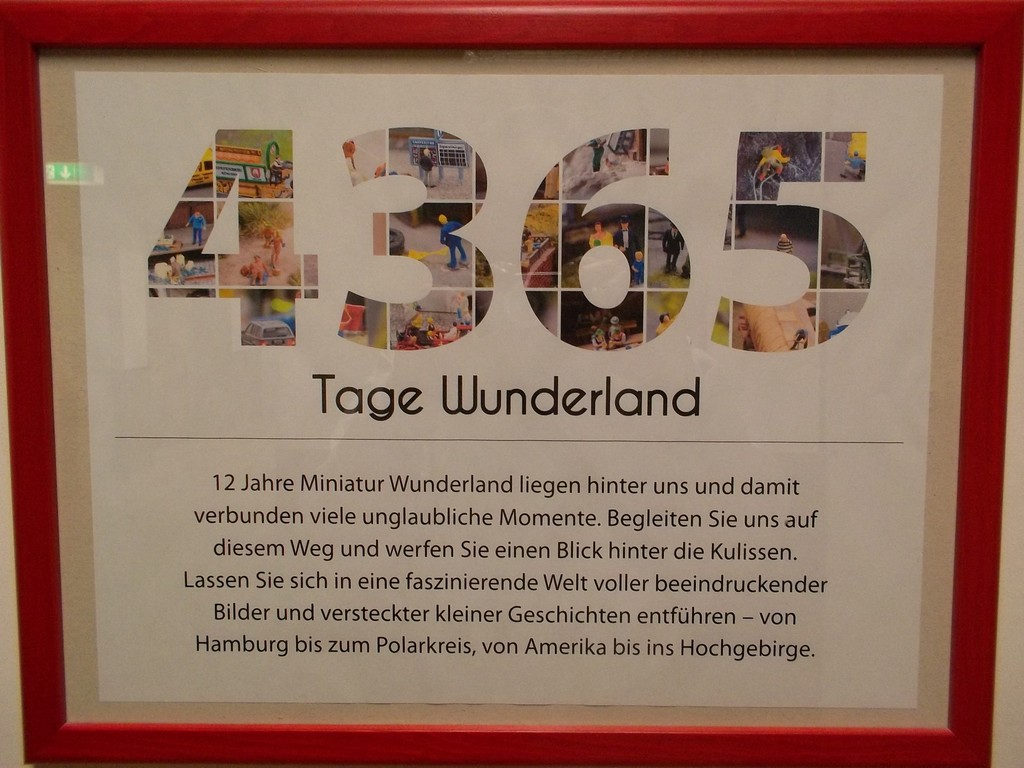 4365
Tage Wunderland
12 Jahre Miniatur Wunderland liegen hinter uns und damit
verbunden viele unglaubliche Momente. Begleiten Sie uns auf
diesem Weg und werfen Sie einen Blick hinter die Kulissen.
Lassen Sie sich in eine faszinierende Welt voller beeindruckender
Bilder und versteckter kleiner Geschichten entführen – von
Hamburg bis zum Polarkreis, von Amerika bis ins Hochgebirge.